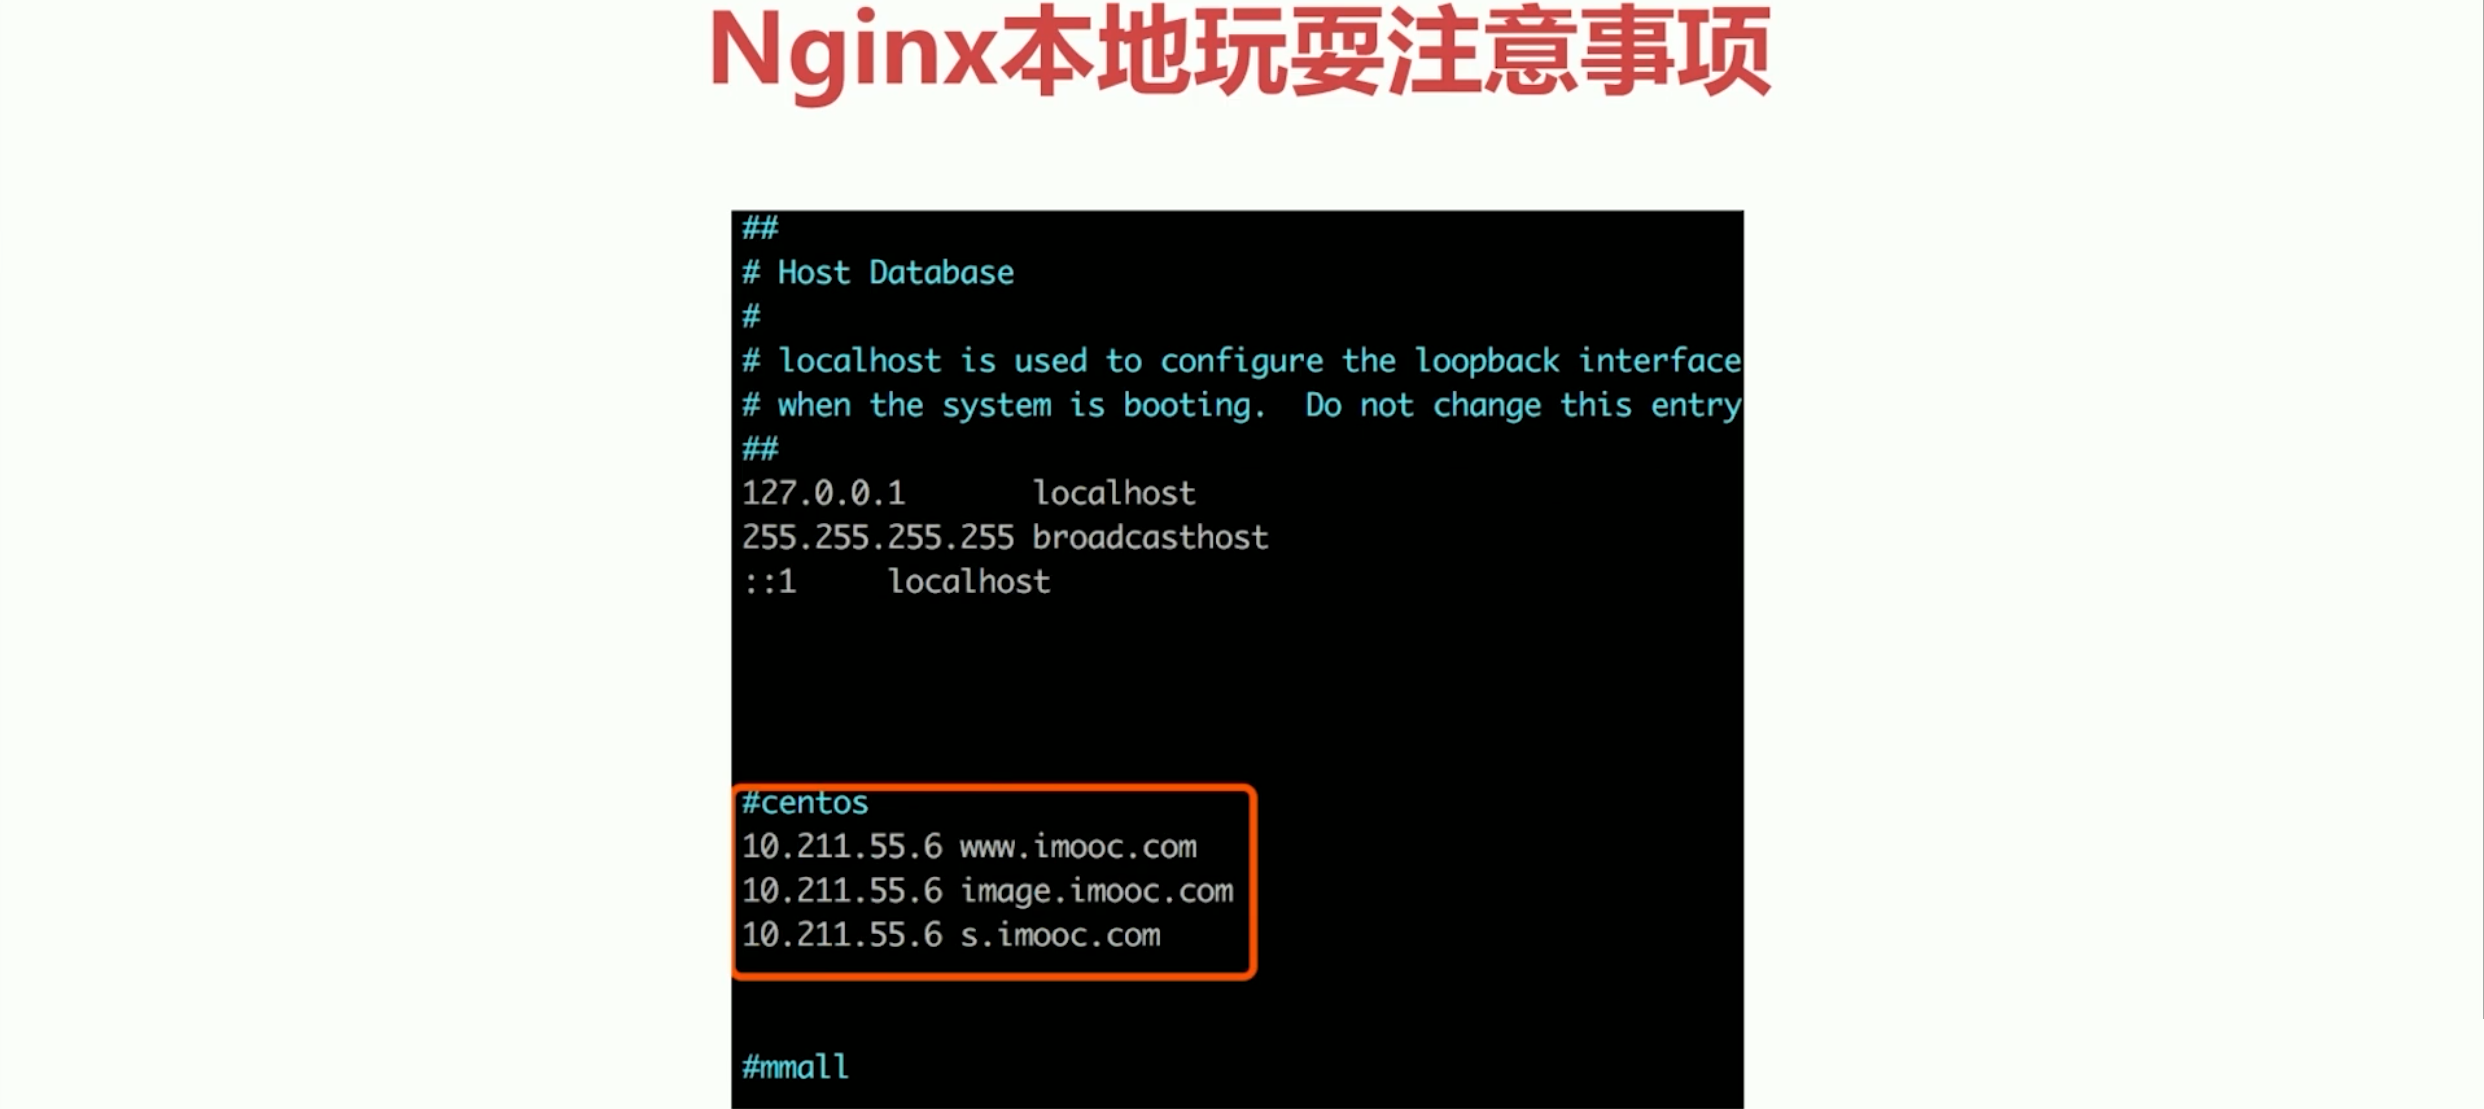 Nginx本地玩耍注意事项
##
# Host Database
#
# localhost is used to configure the loopback interface
# when the system is booting.  Do not change this entry
##
127.0.0.1       localhost
255.255.255.255 broadcasthost
::1     localhost
#centos
10.211.55.6 www.imooc.com
10.211.55.6 image.imooc.com
10.211.55.6 s.imooc.com
#mmall